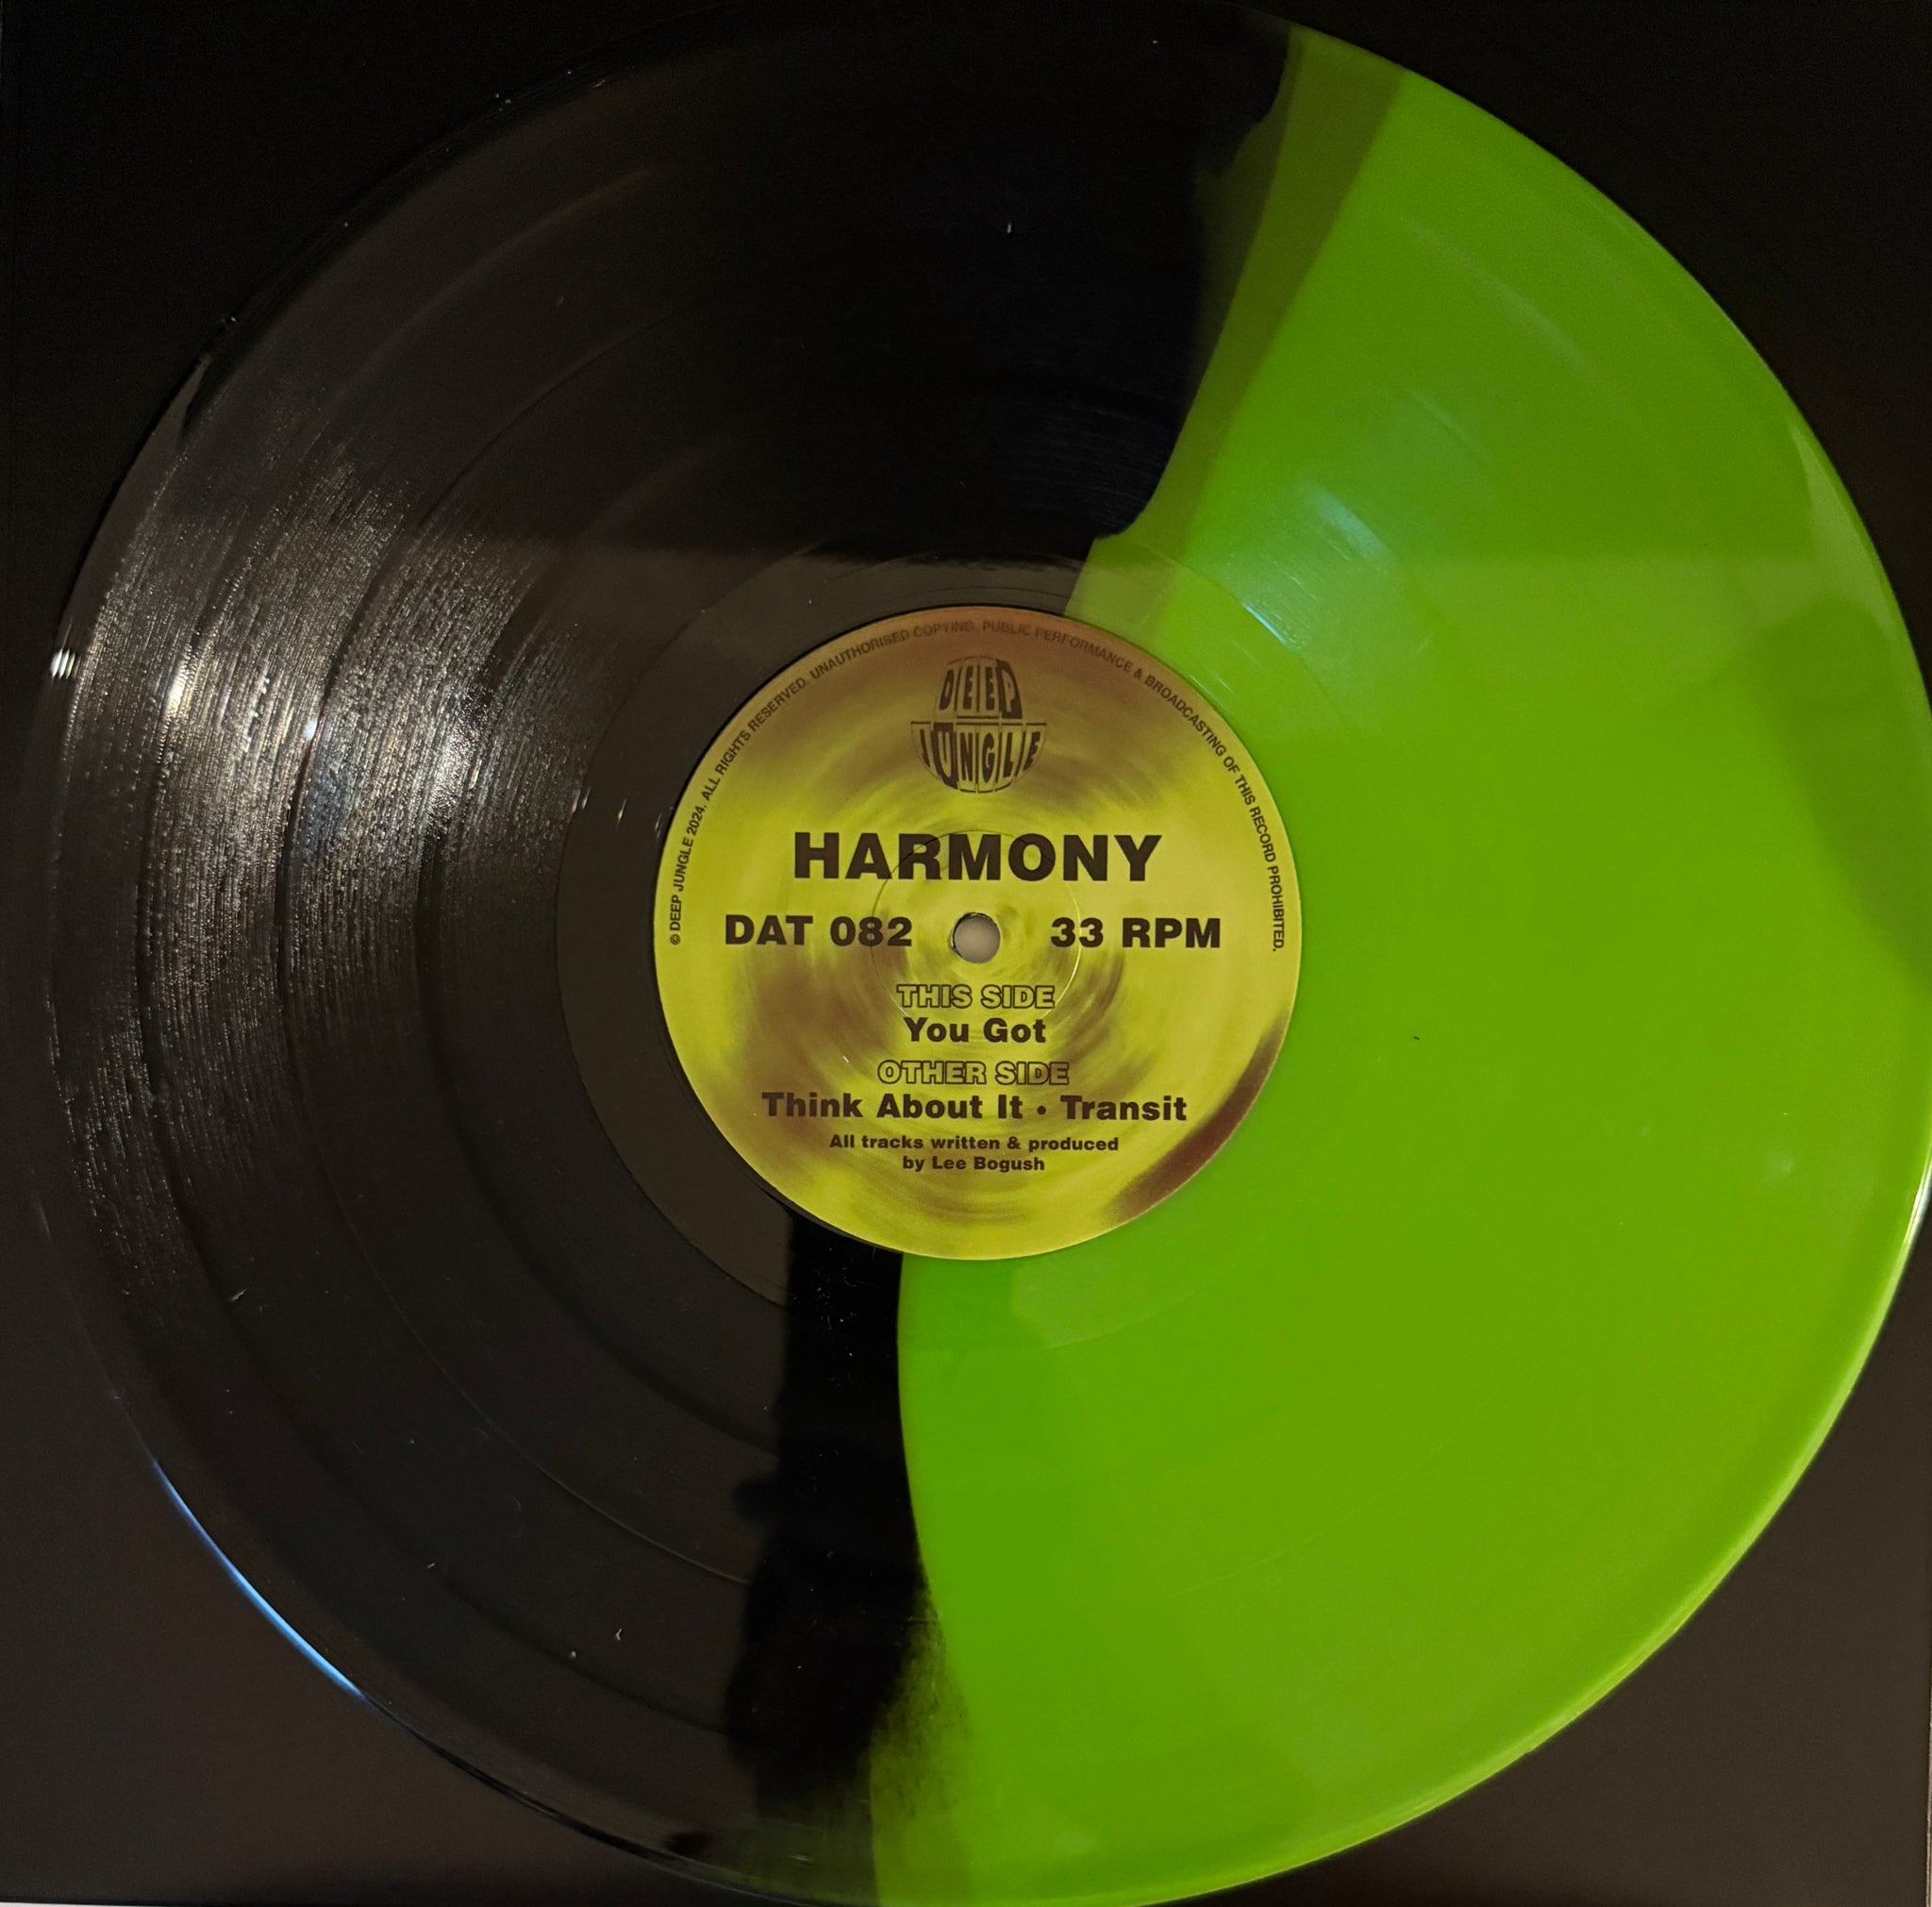 © DEEP JUNGLE 2024. ALL RIGHTS RESERVED. UNAUTHORISED COPYING, PUBLIC PERFORMANCE & BROADCASTING OF THIS RECORD PROHIBITED.
DEEP
JUNGLE
HARMONY
DAT 082 33 RPM
THIS SIDE
You Got
OTHER SIDE
Think About It • Transit
All tracks written & produced
by Lee Bogush